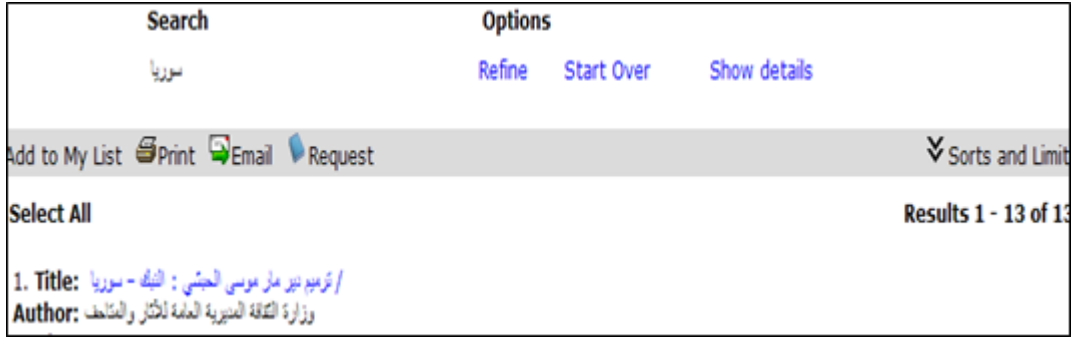 Search Options
سوريا Refine Start Over Show details
Add to My List Print Email Request Sorts and Limit
Select All Results 1 - 13 of 13
1. Title: ترميم دير مار موسى الحبشي : النبك - سوريا /
Author: وزارة الثقافة المديرية العامة للآثار والمتاحف